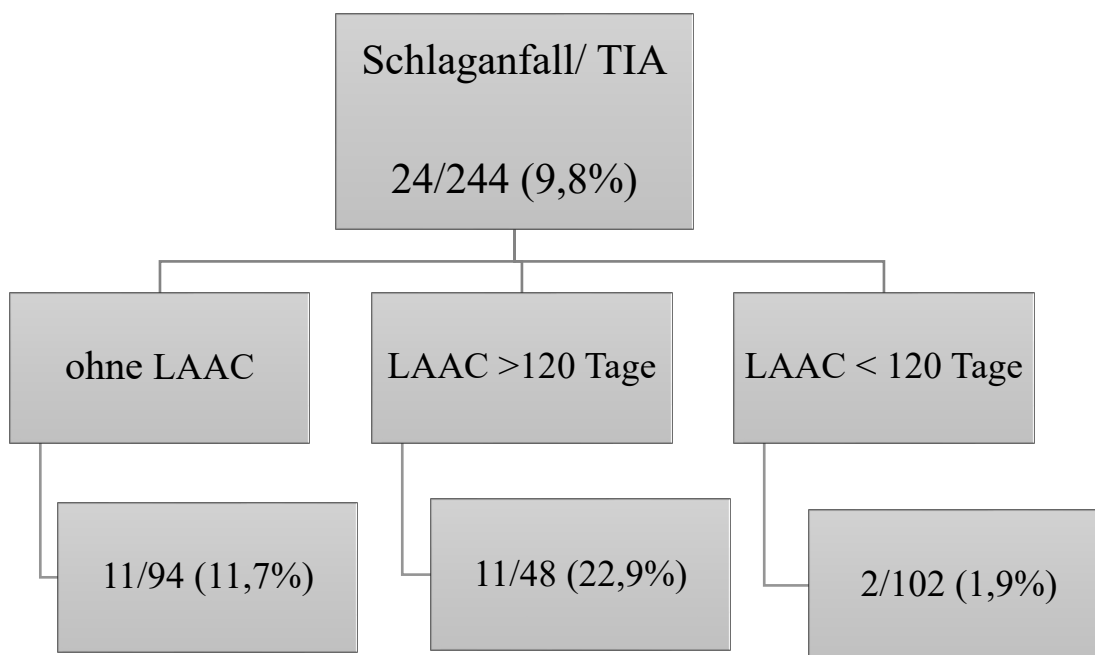 Schlaganfall/ TIA
24/244 (9,8%)
ohne LAAC
LAAC >120 Tage
LAAC < 120 Tage
11/94 (11,7%)
11/48 (22,9%)
2/102 (1,9%)